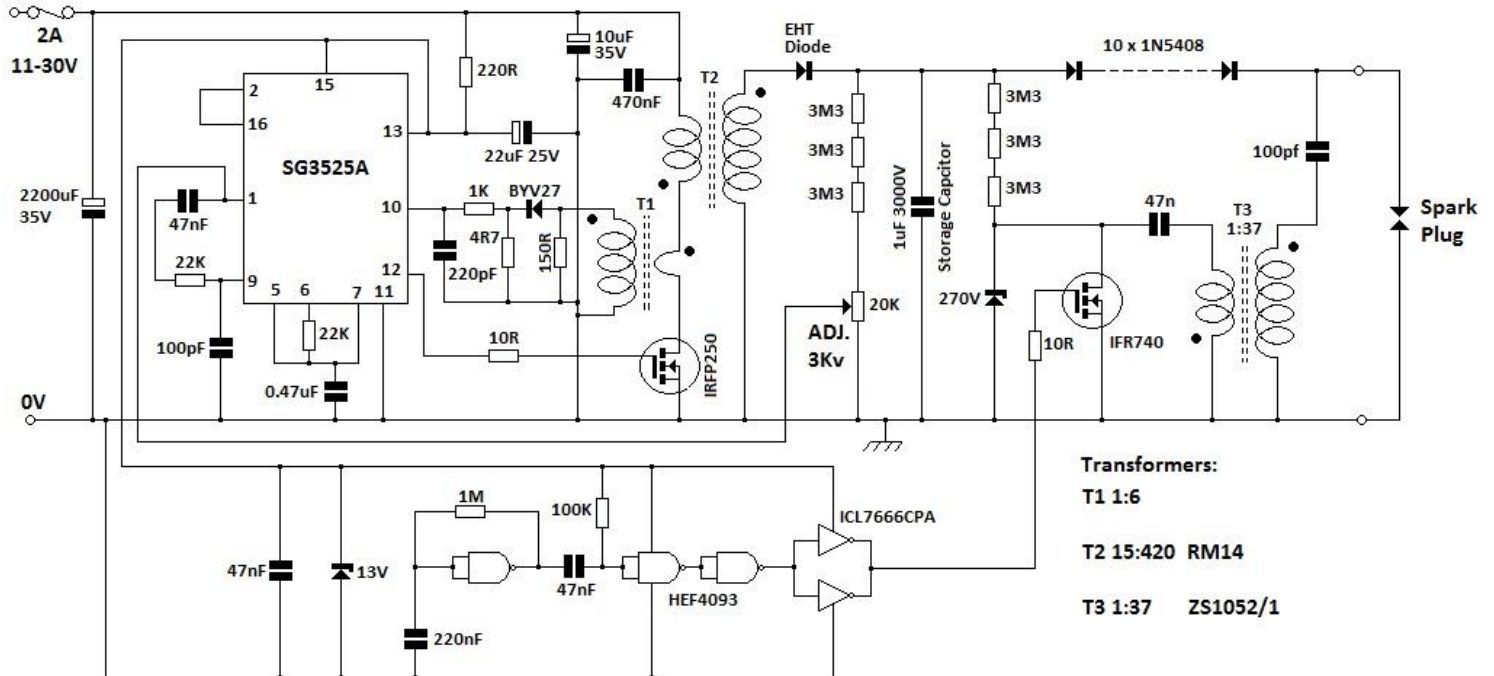 2A
11-30V
2200uF
35V
2
16
15
13
SG3525A
1
10
9
12
5
6
7
11
47nF
22K
100pF
22K
0.47uF
220R
10uF
35V
470nF
22uF 25V
1K
BYV27
4R7
220pF
150R
T1
10R
IRFP250
T2
EHT
Diode
3M3
3M3
3M3
20K
ADJ.
3Kv
1uF 3000V
Storage Capcitor
10 x 1N5408
3M3
3M3
3M3
270V
47n
10R
IFR740
T3
1:37
100pf
Spark
Plug
0V
47nF
13V
1M
220nF
47nF
100K
HEF4093
ICL7666CPA
Transformers:
T1 1:6
T2 15:420 RM14
T3 1:37 ZS1052/1